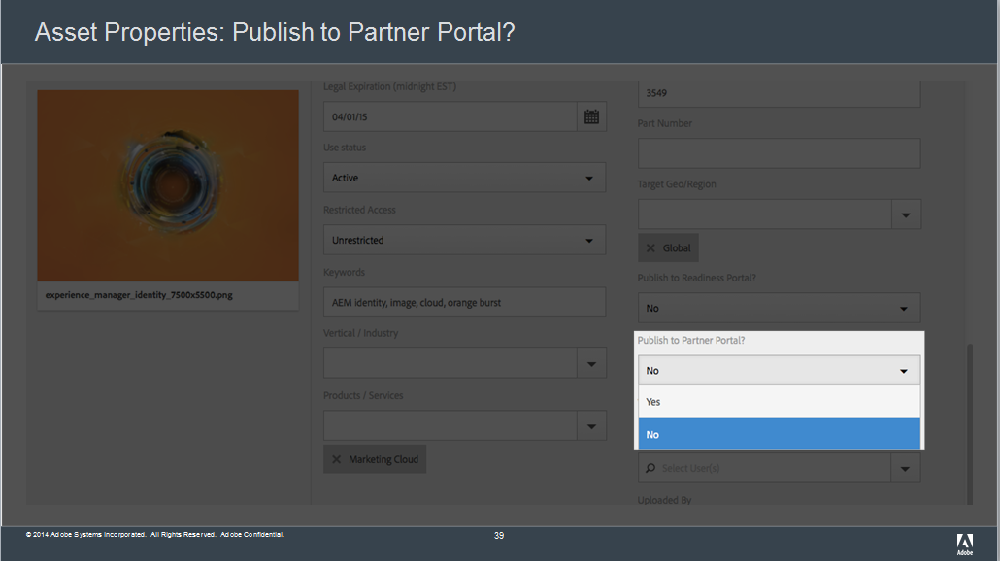 Asset Properties: Publish to Partner Portal?
experience_manager_identity_7500x5500.png
Legal Expiration (midnight EST)
04/01/15
Use status
Active
Restricted Access
Unrestricted
Keywords
AEM identity, image, cloud, orange burst
Vertical / Industry
Products / Services
Marketing Cloud
3549
Part Number
Target Geo/Region
Global
Publish to Readiness Portal?
No
Publish to Partner Portal?
No
Yes
No
Select User(s)
Uploaded By
© 2014 Adobe Systems Incorporated. All Rights Reserved. Adobe Confidential.
39
Adobe